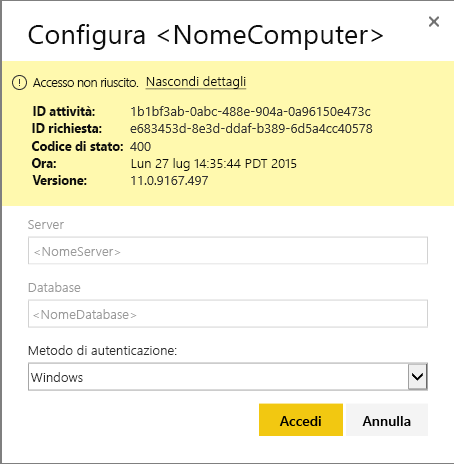 Configura <NomeComputer>
Accesso non riuscito. Nascondi dettagli
ID attività: 1b1bf3ab-0abc-488e-904a-0a96150e473c
ID richiesta: e683453d-8e3d-ddaf-b389-6d5a4cc40578
Codice di stato: 400
Ora: Lun 27 lug 14:35:44 PDT 2015
Versione: 11.0.9167.497
Server
<NomeServer>
Database
<NomeDatabase>
Metodo di autenticazione:
Windows
Accedi Annulla